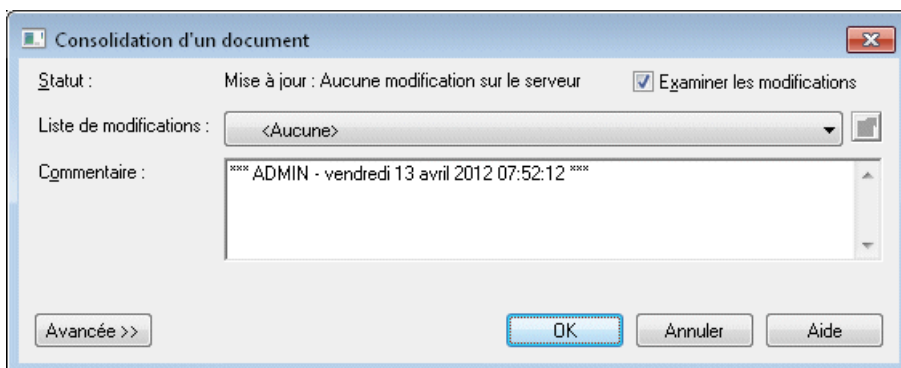 Consolidation d'un document
Statut : Mise à jour : Aucune modification sur le serveur Examiner les modifications
Liste de modifications : <Aucune>
Commentaire : *** ADMIN - vendredi 13 avril 2012 07:52:12 ***
Avancée >> OK Annuler Aide